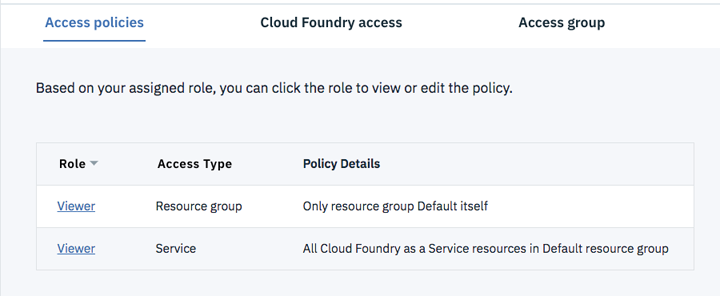 Access policies Cloud Foundry access Access group
Based on your assigned role, you can click the role to view or edit the policy.
Role Access Type Policy Details
Viewer Resource group Only resource group Default itself
Viewer Service All Cloud Foundry as a Service resources in Default resource group